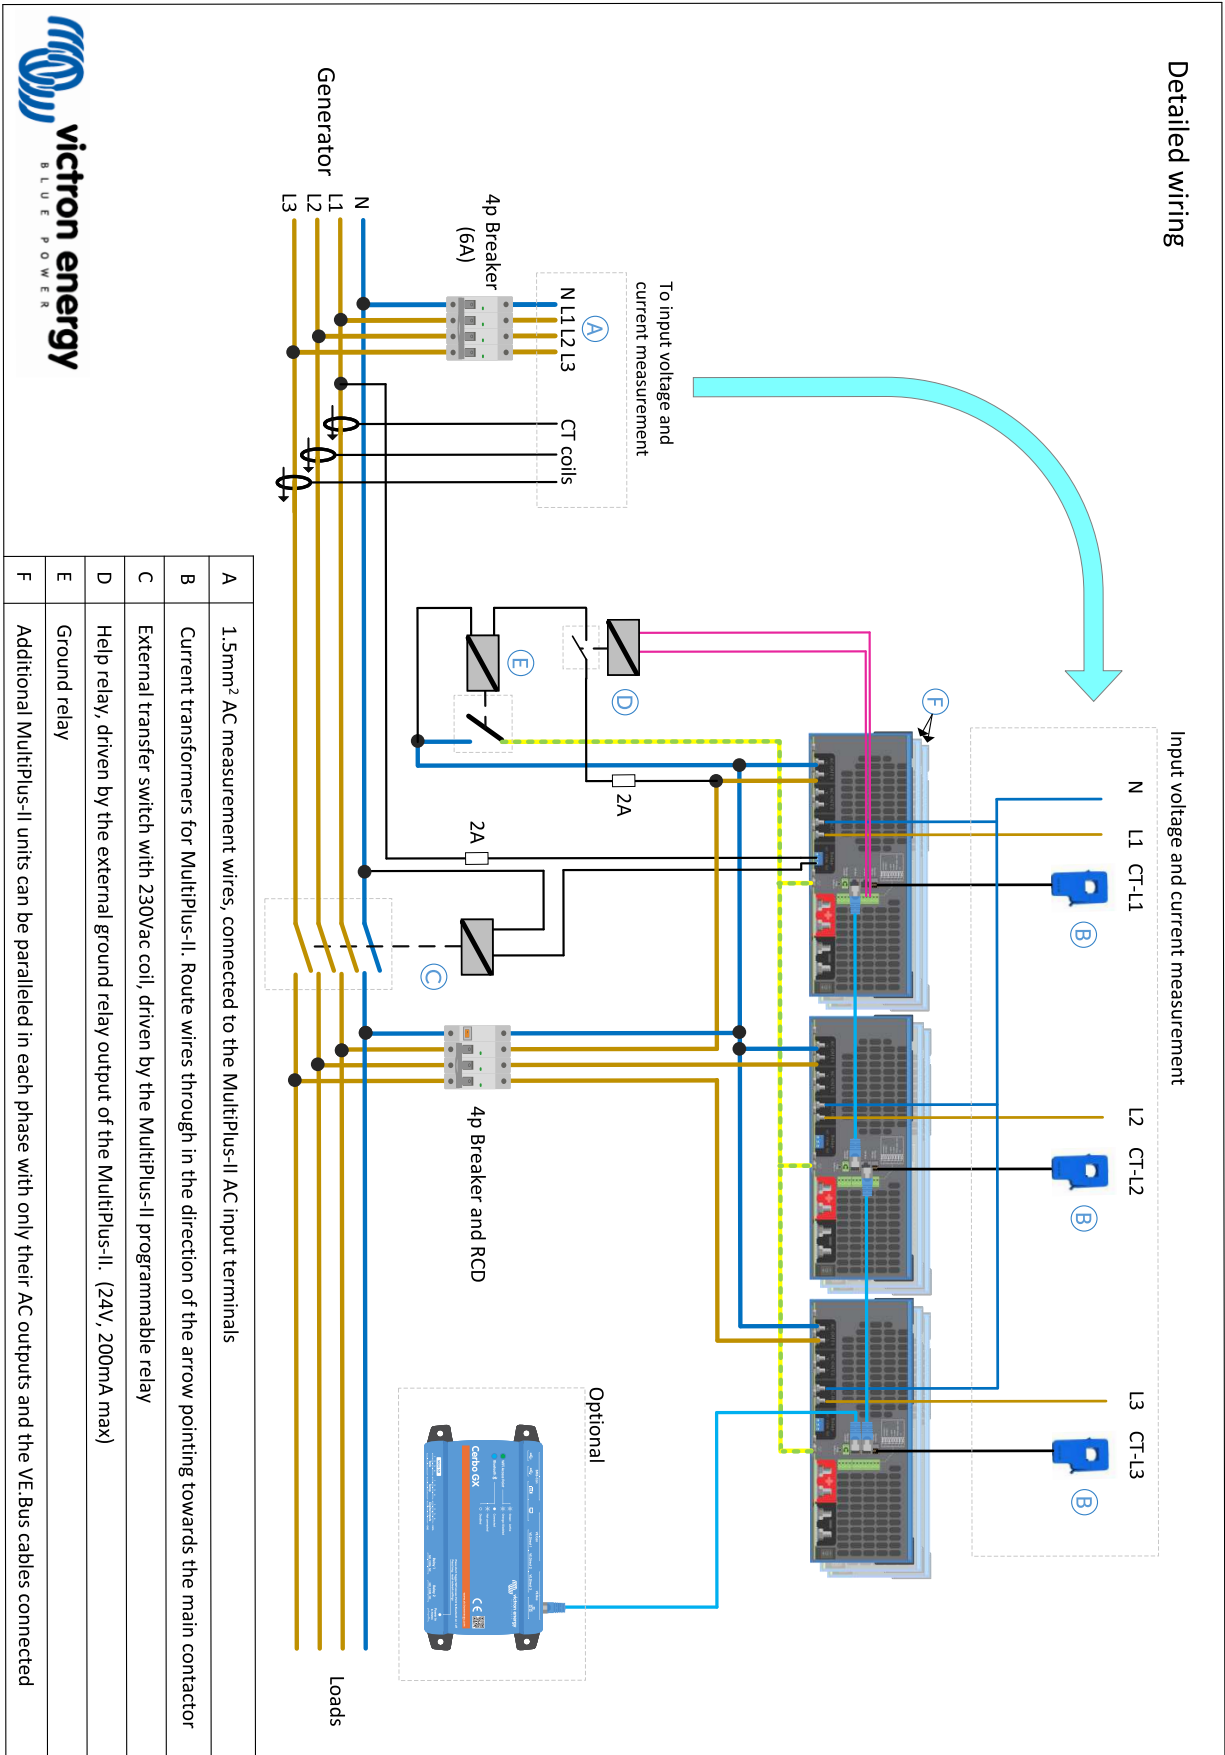 Detailed wiring
To input voltage and
current measurement
Input voltage and current measurement
N
L1
CT-L1
L2
CT-L2
L3
CT-L3
B
B
B
F
A
N L1 L2 L3
CT coils
4p Breaker
(6A)
D
E
2A
2A
C
Generator
N
L1
L2
L3
4p Breaker and RCD
Optional
Cerbo GX
victron energy
CE
Loads
A 1.5mm² AC measurement wires, connected to the MultiPlus-II AC input terminals
B Current transformers for MultiPlus-II. Route wires through in the direction of the arrow pointing towards the main contactor
C External transfer switch with 230Vac coil, driven by the MultiPlus-II programmable relay
D Help relay, driven by the external ground relay output of the MultiPlus-II. (24V, 200mA max)
E Ground relay
F Additional MultiPlus-II units can be paralleled in each phase with only their AC outputs and the VE.Bus cables connected
victron energy
BLUE POWER